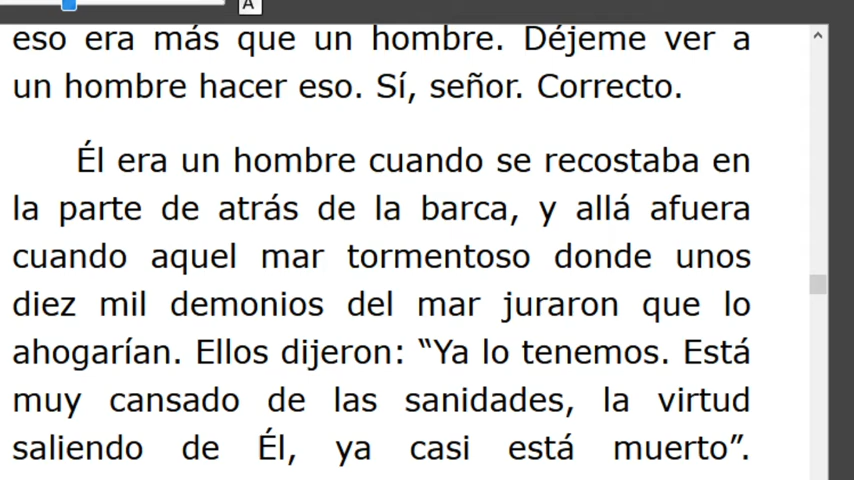 A
eso era más que un hombre. Déjeme ver a
un hombre hacer eso. Sí, señor. Correcto.
Él era un hombre cuando se recostaba en
la parte de atrás de la barca, y allá afuera
cuando aquel mar tormentoso donde unos
diez mil demonios del mar juraron que lo
ahogarían. Ellos dijeron: “Ya lo tenemos. Está
muy cansado de las sanidades, la virtud
saliendo de Él, ya casi está muerto”.